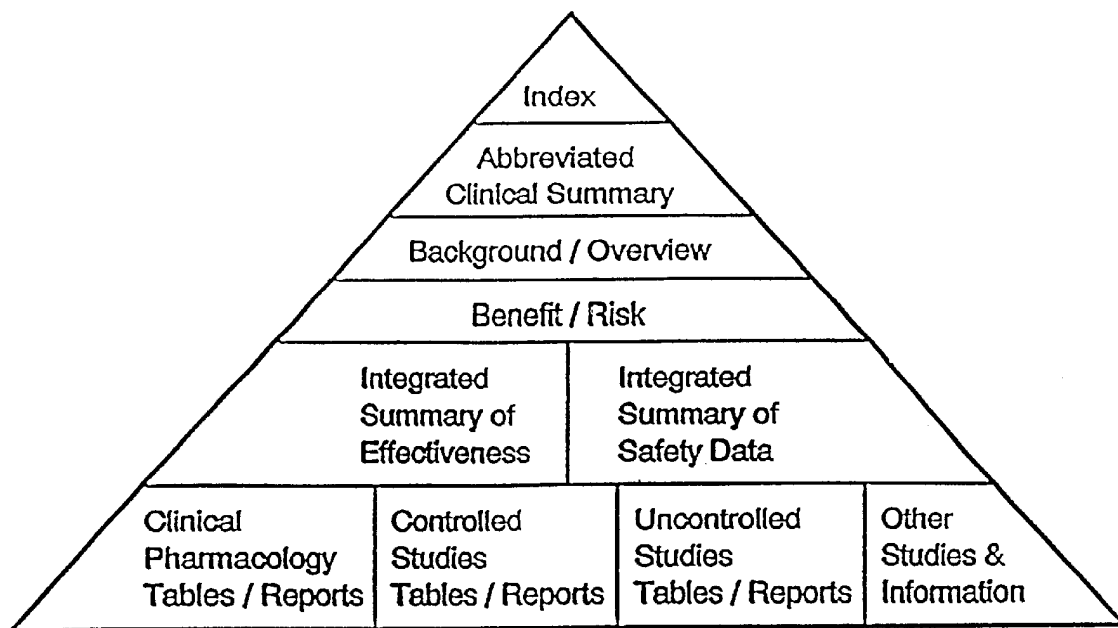 Index
Abbreviated
Clinical Summary
Background / Overview
Benefit / Risk
Integrated
Summary of
Effectiveness
Integrated
Summary of
Safety Data
Clinical
Pharmacology
Tables / Reports
Controlled
Studies
Tables / Reports
Uncontrolled
Studies
Tables / Reports
Other
Studies &
Information